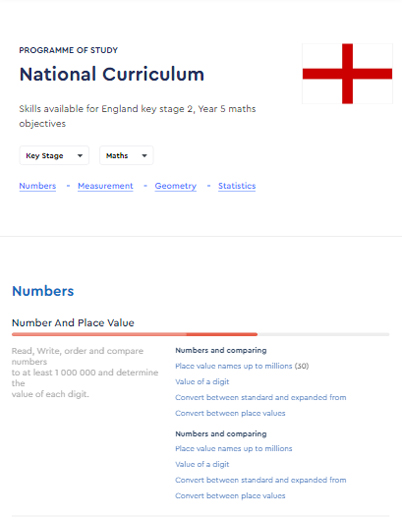 PROGRAMME OF STUDY
National Curriculum
Skills available for England key stage 2, Year 5 maths
objectives
Key Stage Maths
Numbers - Measurement - Geometry - Statistics
Numbers
Number And Place Value
Read, Write, order and compare
numbers
to at least 1 000 000 and determine
the
value of each digit.
Numbers and comparing
Place value names up to millions (30)
Value of a digit
Convert between standard and expanded from
Convert between place values
Numbers and comparing
Place value names up to millions
Value of a digit
Convert between standard and expanded from
Convert between place values